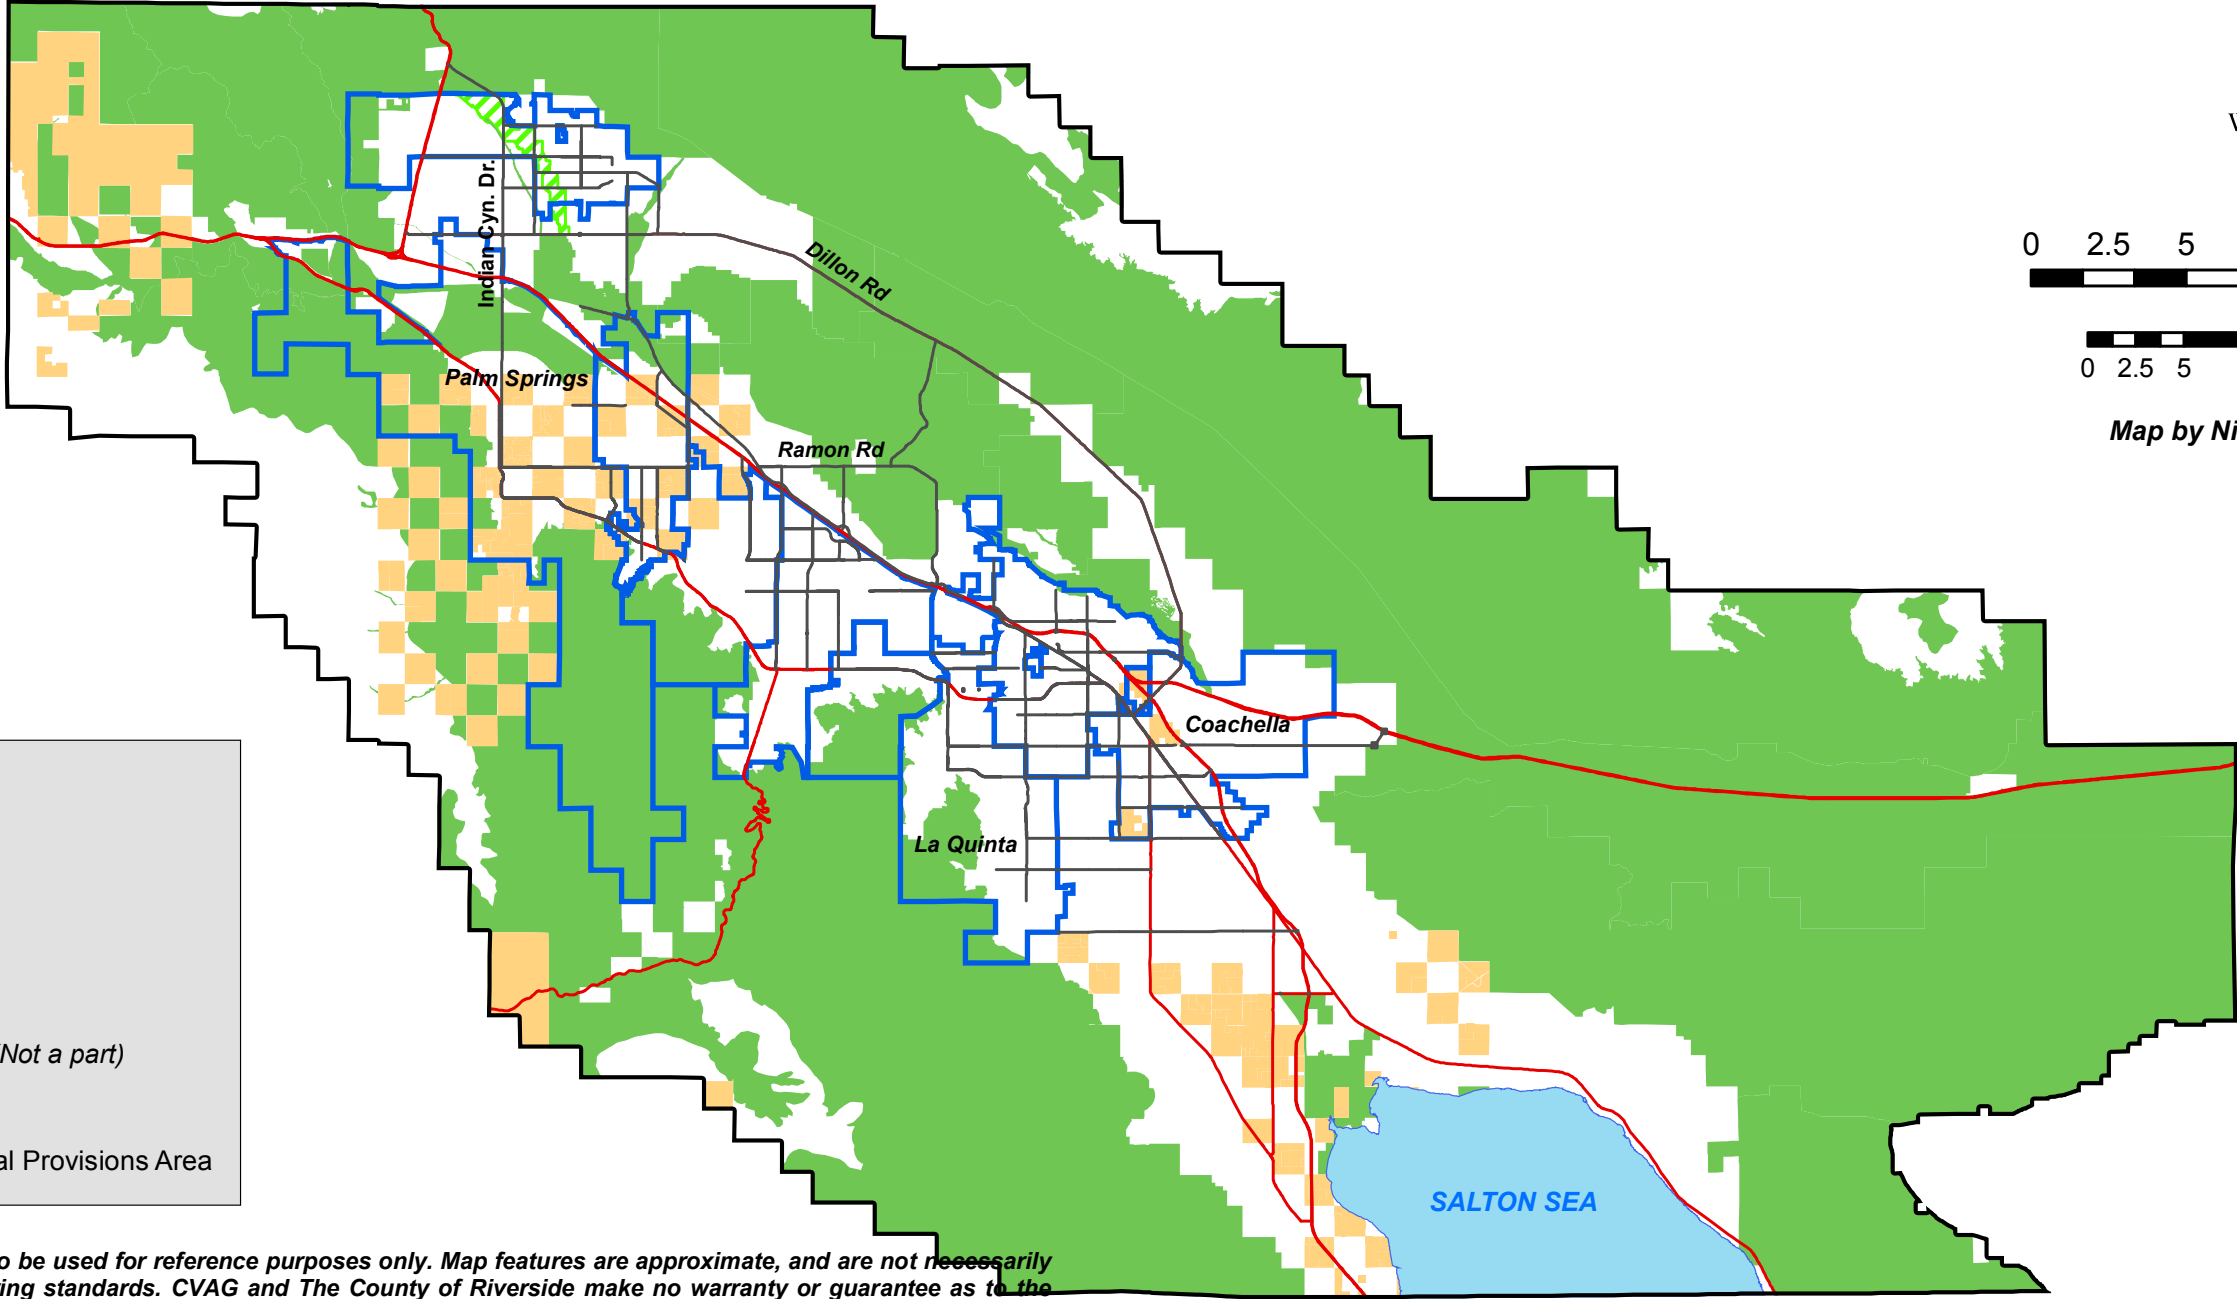 0 2.5 5
0 2.5 5
Map by Ni
Indian Cyn. Dr.
Dillon Rd
Palm Springs
Ramon Rd
Coachella
La Quinta
Not a part)
al Provisions Area
SALTON SEA
o be used for reference purposes only. Map features are approximate, and are not necessarily
ing standards. CVAG and The County of Riverside make no warranty or guarantee as to the